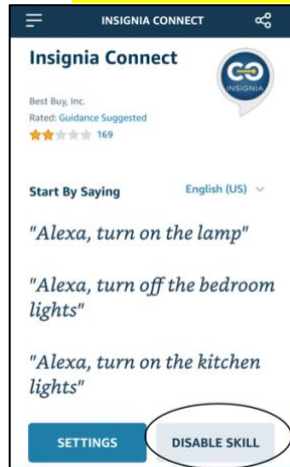 INSIGNIA CONNECT
Insignia Connect
INSIGNIA
Best Buy, Inc.
Rated: Guidance Suggested
169
Start By Saying
English (US)
"Alexa, turn on the lamp"
"Alexa, turn off the bedroom
lights"
"Alexa, turn on the kitchen
lights"
SETTINGS
DISABLE SKILL